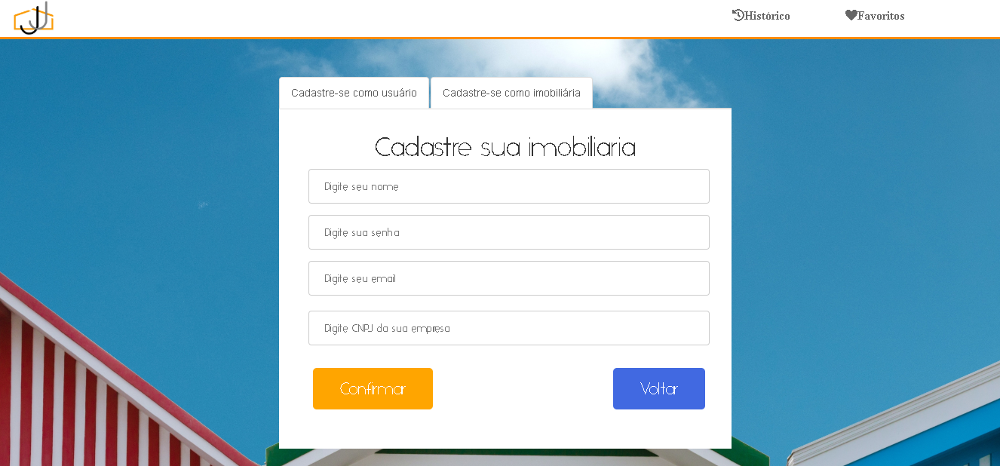 Histórico
Favoritos
Cadastre-se como usuário
Cadastre-se como imobiliária
Cadastre sua imobiliaria
Digite seu nome
Digite sua senha
Digite seu email
Digite CNPJ da sua empresa
Confirmar
Voltar